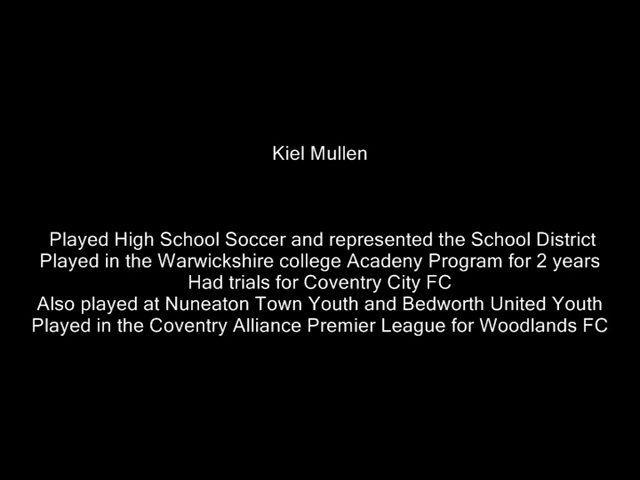 Kiel Mullen
Played High School Soccer and represented the School District
Played in the Warwickshire college Acadeny Program for 2 years
Had trials for Coventry City FC
Also played at Nuneaton Town Youth and Bedworth United Youth
Played in the Coventry Alliance Premier League for Woodlands FC